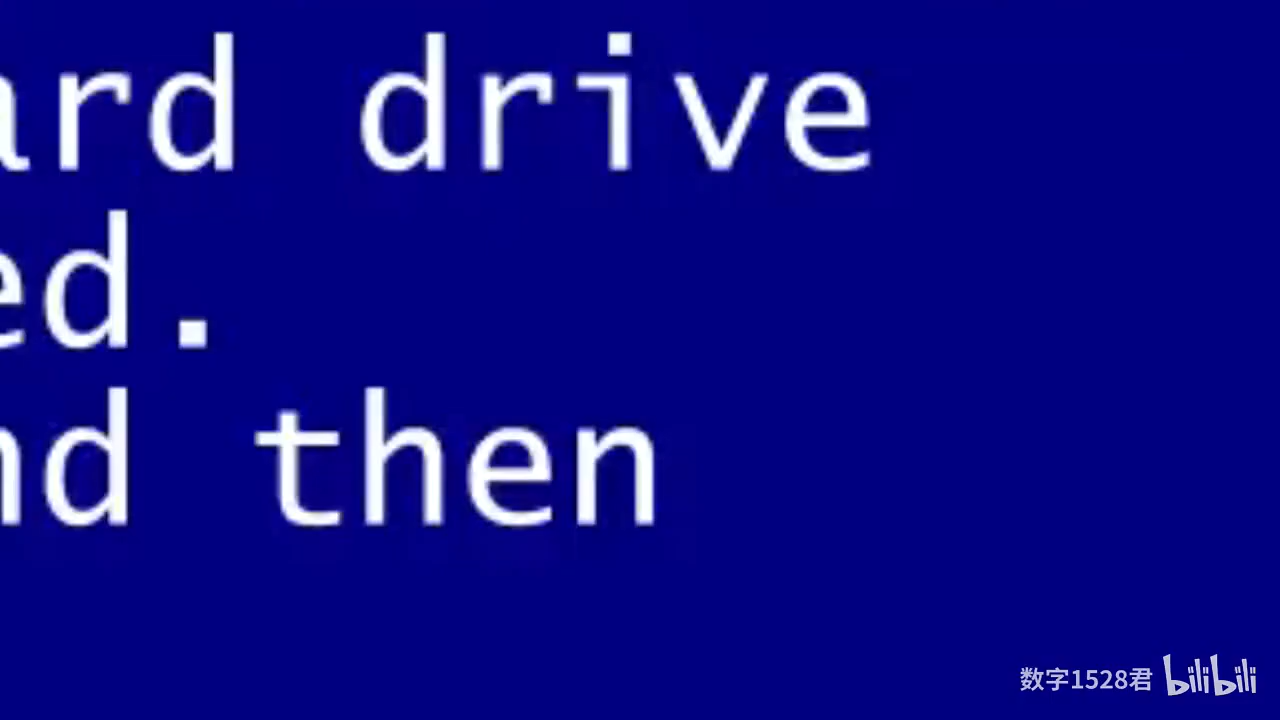 ard drive
ed.
nd then
数字1528君 bilibili